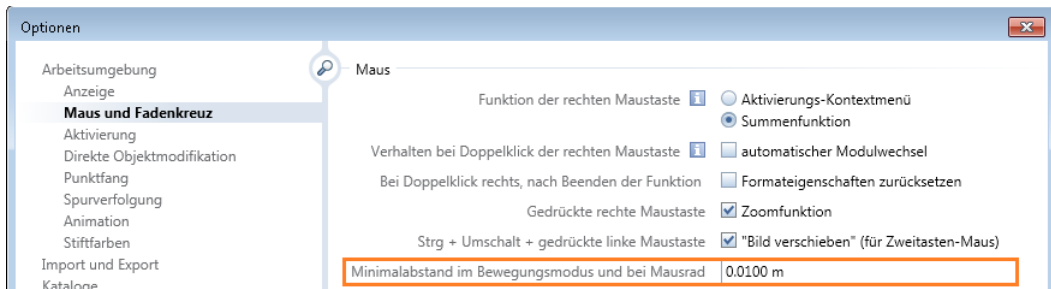 Optionen
Arbeitsumgebung
Anzeige
Maus und Fadenkreuz
Aktivierung
Direkte Objektmodifikation
Punktfang
Spurverfolgung
Animation
Stiftfarben
Import und Export
Kataloge
Maus
Funktion der rechten Maustaste Aktivierungs-Kontextmenü
Summenfunktion
Verhalten bei Doppelklick der rechten Maustaste automatischer Modulwechsel
Bei Doppelklick rechts, nach Beenden der Funktion Formateigenschaften zurücksetzen
Gedrückte rechte Maustaste Zoomfunktion
Strg + Umschalt + gedrückte linke Maustaste "Bild verschieben" (für Zweitasten-Maus)
Minimalabstand im Bewegungsmodus und bei Mausrad 0.0100 m